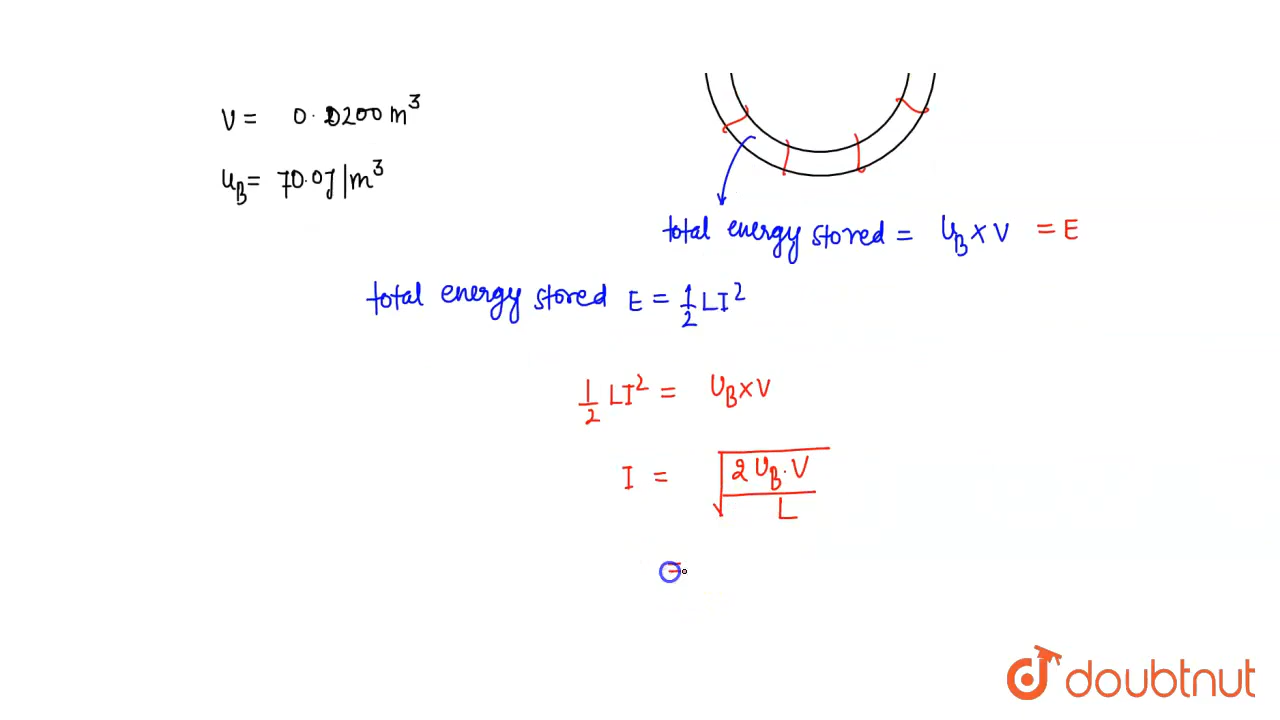 V = 0.0200 m³
U_B = 70.0J/m³
total energy stored = U_B × V = E
total energy stored E = 1/2 LI²
1/2 LI² = U_B × V
I = √(2 U_B · V / L)
=
doubtnut